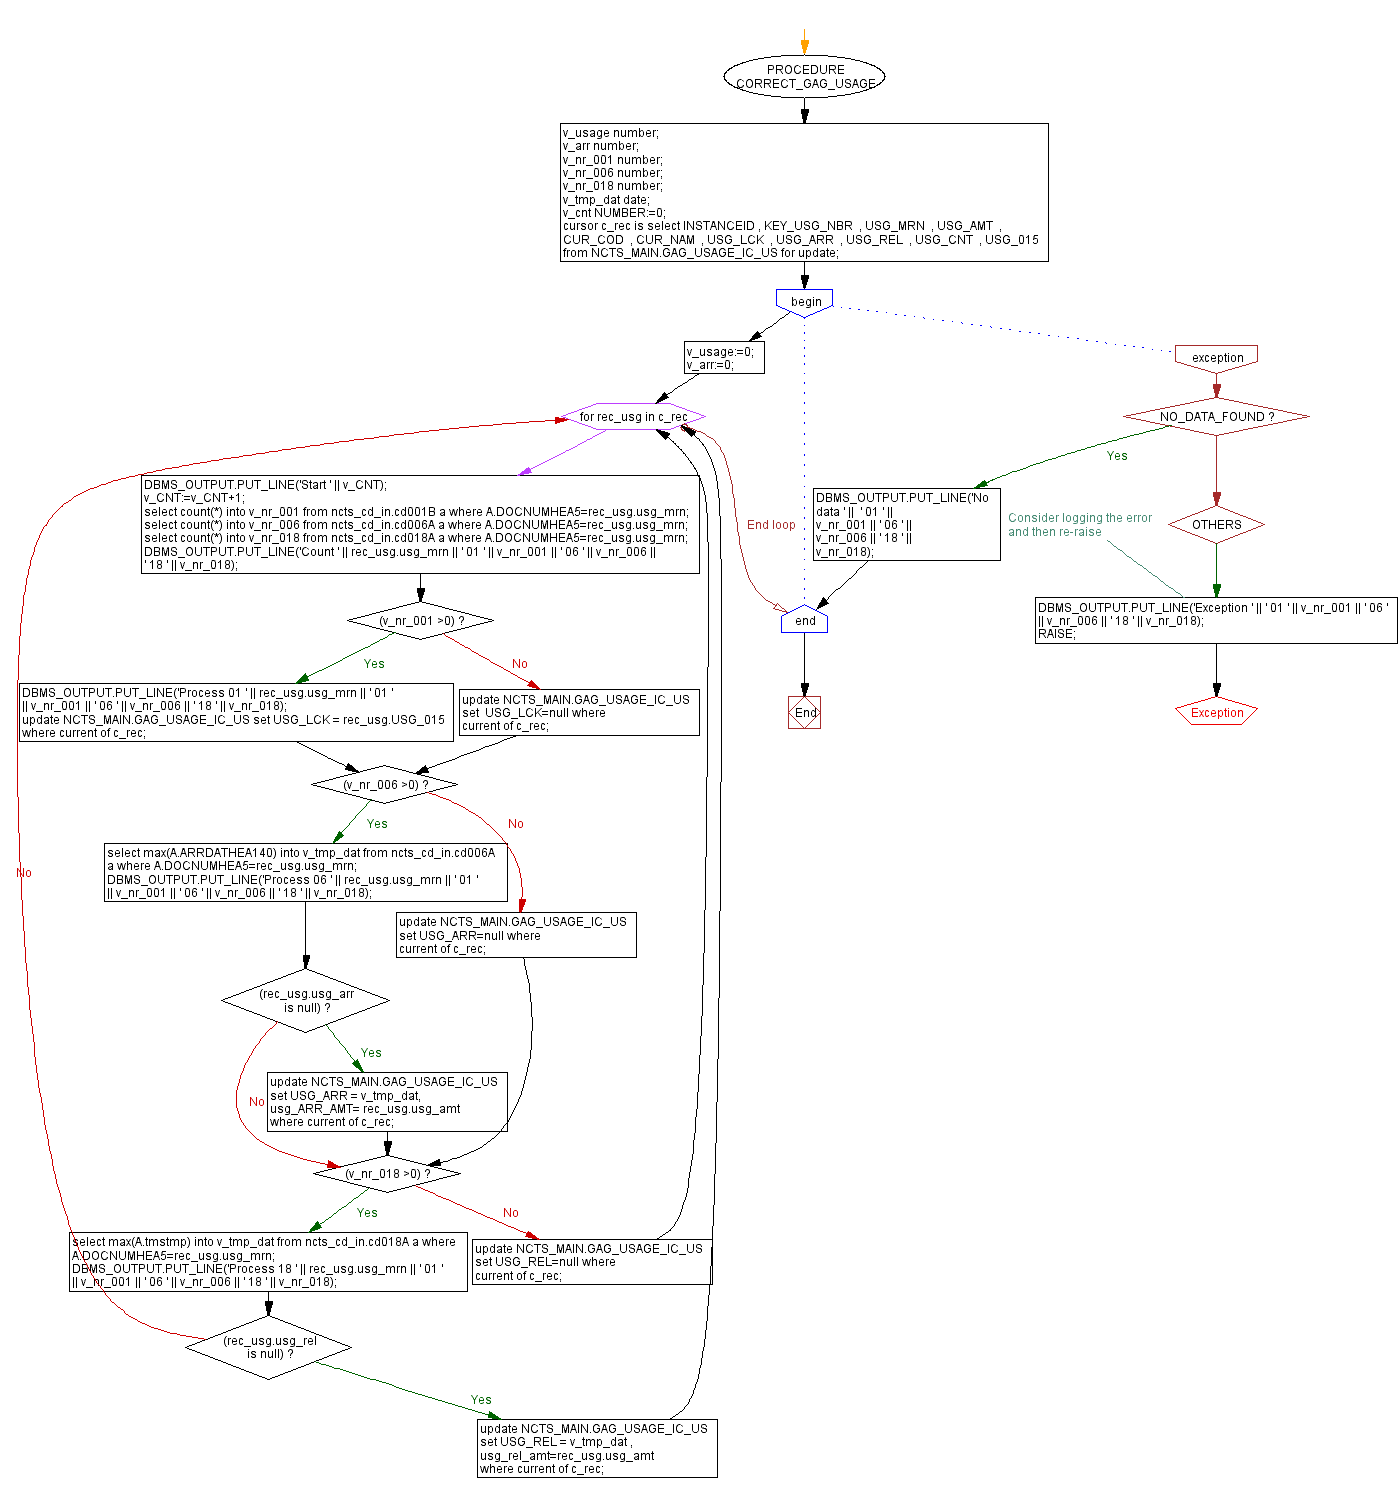 PROCEDURE
CORRECT_GAG_USAGE
v_usage number;
v_arr number;
v_nr_001 number;
v_nr_006 number;
v_nr_018 number;
v_tmp_dat date;
v_cnt NUMBER:=0;
cursor c_rec is select INSTANCEID , KEY_USG_NBR , USG_MRN , USG_AMT ,
CUR_COD , CUR_NAM , USG_LCK , USG_ARR , USG_REL , USG_CNT , USG_015
from NCTS_MAIN.GAG_USAGE_IC_US for update;
begin
v_usage:=0;
v_arr:=0;
exception
for rec_usg in c_rec
NO_DATA_FOUND ?
Yes
DBMS_OUTPUT.PUT_LINE('Start ' || v_CNT);
v_CNT:=v_CNT+1;
select count(*) into v_nr_001 from ncts_cd_in.cd001B a where A.DOCNUMHEA5=rec_usg.usg_mrn;
select count(*) into v_nr_006 from ncts_cd_in.cd006A a where A.DOCNUMHEA5=rec_usg.usg_mrn;
select count(*) into v_nr_018 from ncts_cd_in.cd018A a where A.DOCNUMHEA5=rec_usg.usg_mrn;
DBMS_OUTPUT.PUT_LINE('Count ' || rec_usg.usg_mrn || ' 01 ' || v_nr_001 || ' 06 ' || v_nr_006 ||
' 18 ' || v_nr_018);
End loop
DBMS_OUTPUT.PUT_LINE('No
data ' || ' 01 ' ||
v_nr_001 || ' 06 ' ||
v_nr_006 || ' 18 ' ||
v_nr_018);
Consider logging the error
and then re-raise
OTHERS
(v_nr_001 >0) ?
end
DBMS_OUTPUT.PUT_LINE('Exception ' || ' 01 ' || v_nr_001 || ' 06 '
|| v_nr_006 || ' 18 ' || v_nr_018);
RAISE;
Yes
No
DBMS_OUTPUT.PUT_LINE('Process 01 ' || rec_usg.usg_mrn || ' 01 '
|| v_nr_001 || ' 06 ' || v_nr_006 || ' 18 ' || v_nr_018);
update NCTS_MAIN.GAG_USAGE_IC_US set USG_LCK = rec_usg.USG_015
where current of c_rec;
update NCTS_MAIN.GAG_USAGE_IC_US
set USG_LCK=null where
current of c_rec;
End
Exception
(v_nr_006 >0) ?
Yes
No
select max(A.ARRDATHEA140) into v_tmp_dat from ncts_cd_in.cd006A
a where A.DOCNUMHEA5=rec_usg.usg_mrn;
DBMS_OUTPUT.PUT_LINE('Process 06 ' || rec_usg.usg_mrn || ' 01 '
|| v_nr_001 || ' 06 ' || v_nr_006 || ' 18 ' || v_nr_018);
No
update NCTS_MAIN.GAG_USAGE_IC_US
set USG_ARR=null where
current of c_rec;
(rec_usg.usg_arr
is null) ?
Yes
No
update NCTS_MAIN.GAG_USAGE_IC_US
set USG_ARR = v_tmp_dat,
usg_ARR_AMT= rec_usg.usg_amt
where current of c_rec;
(v_nr_018 >0) ?
Yes
No
select max(A.tmstmp) into v_tmp_dat from ncts_cd_in.cd018A a where
A.DOCNUMHEA5=rec_usg.usg_mrn;
DBMS_OUTPUT.PUT_LINE('Process 18 ' || rec_usg.usg_mrn || ' 01 '
|| v_nr_001 || ' 06 ' || v_nr_006 || ' 18 ' || v_nr_018);
update NCTS_MAIN.GAG_USAGE_IC_US
set USG_REL=null where
current of c_rec;
(rec_usg.usg_rel
is null) ?
Yes
update NCTS_MAIN.GAG_USAGE_IC_US
set USG_REL = v_tmp_dat ,
usg_rel_amt=rec_usg.usg_amt
where current of c_rec;